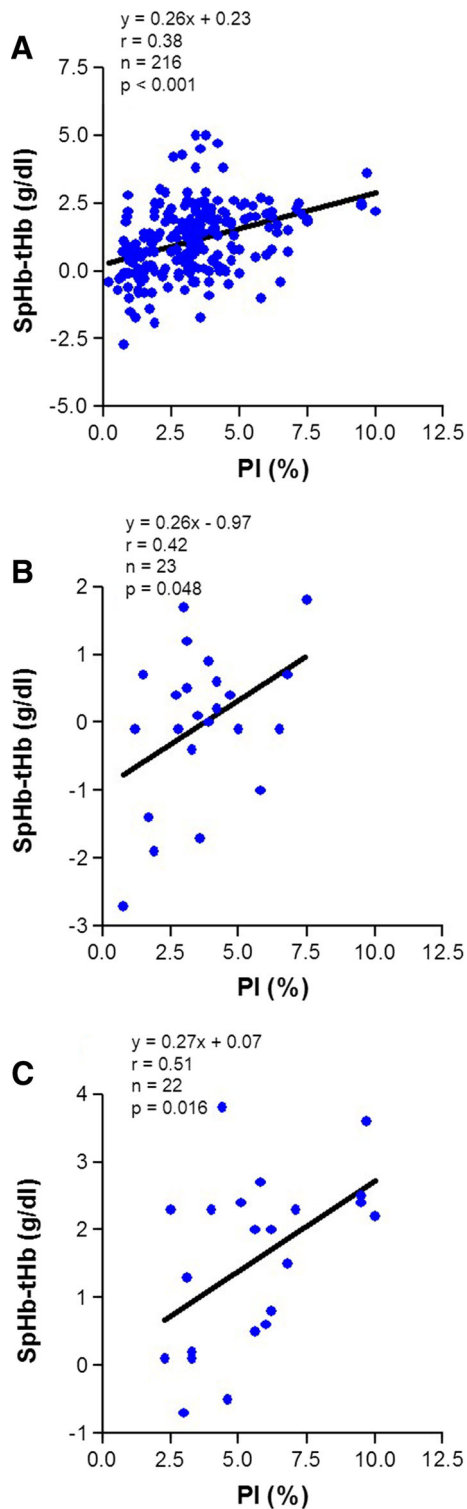 A
y = 0.26x + 0.23
r = 0.38
n = 216
p < 0.001
7.5
5.0
2.5
0.0
-2.5
-5.0
SpHb-tHb (g/dl)
0.0 2.5 5.0 7.5 10.0 12.5
PI (%)
B
y = 0.26x - 0.97
r = 0.42
n = 23
p = 0.048
2
1
0
-1
-2
-3
SpHb-tHb (g/dl)
0.0 2.5 5.0 7.5 10.0 12.5
PI (%)
C
y = 0.27x + 0.07
r = 0.51
n = 22
p = 0.016
4
3
2
1
0
-1
SpHb-tHb (g/dl)
0.0 2.5 5.0 7.5 10.0 12.5
PI (%)